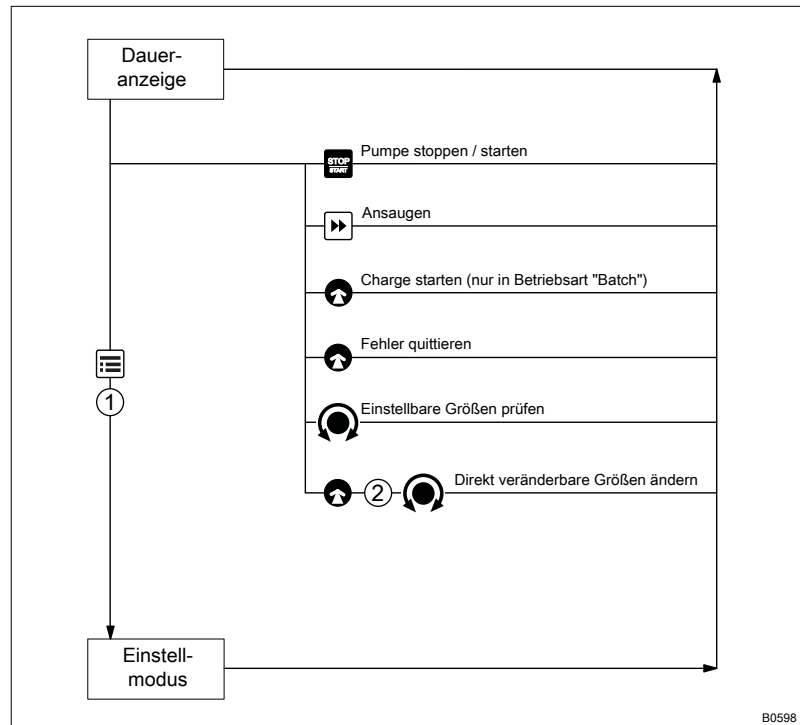 Dauer-
anzeige
STOP
START
Pumpe stoppen / starten
Ansaugen
Charge starten (nur in Betriebsart "Batch")
Fehler quittieren
1
Einstellbare Größen prüfen
2
Direkt veränderbare Größen ändern
Einstell-
modus
B0598